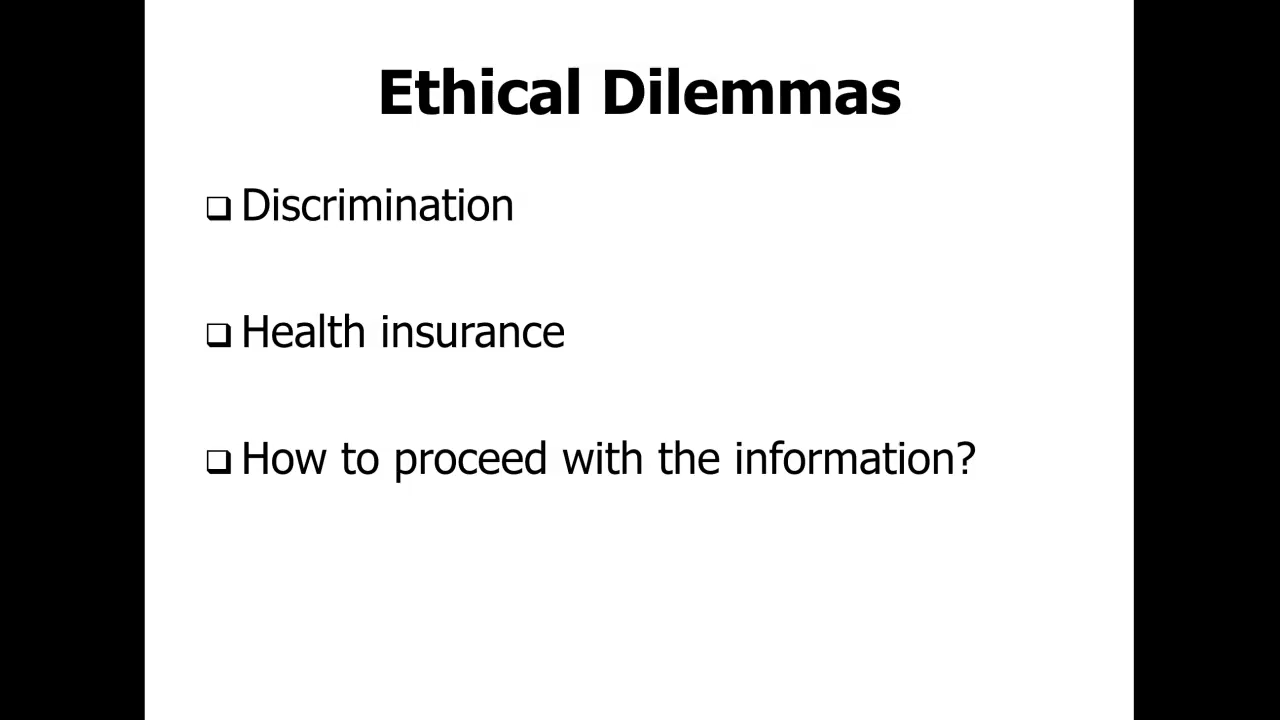 Ethical Dilemmas
❑ Discrimination
❑ Health insurance
❑ How to proceed with the information?